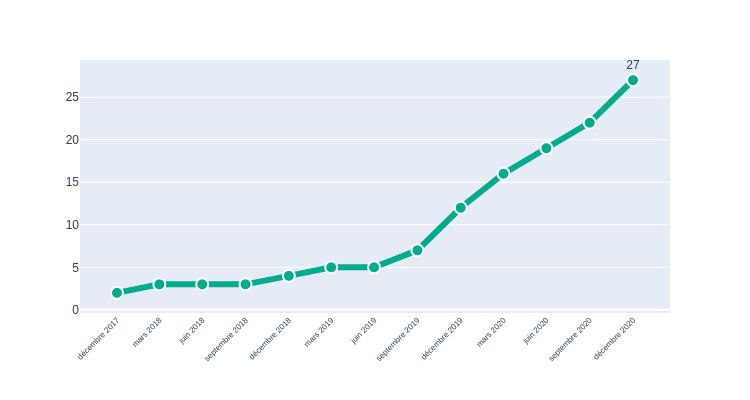 27
25
20
15
10
5
0
décembre 2017
mars 2018
juin 2018
septembre 2018
décembre 2018
mars 2019
juin 2019
septembre 2019
décembre 2019
mars 2020
juin 2020
septembre 2020
décembre 2020